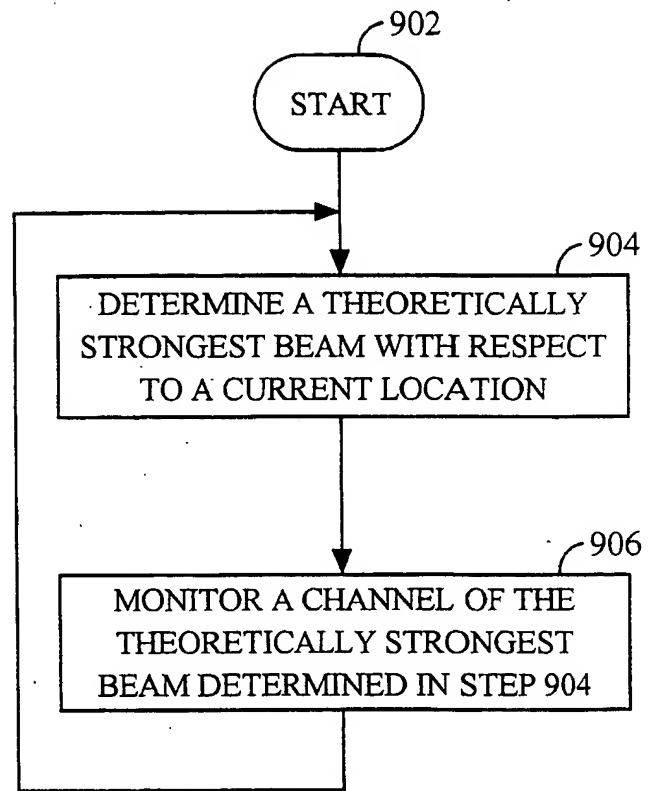 902
START
904
DETERMINE A THEORETICALLY
STRONGEST BEAM WITH RESPECT
TO A CURRENT LOCATION
906
MONITOR A CHANNEL OF THE
THEORETICALLY STRONGEST
BEAM DETERMINED IN STEP 904